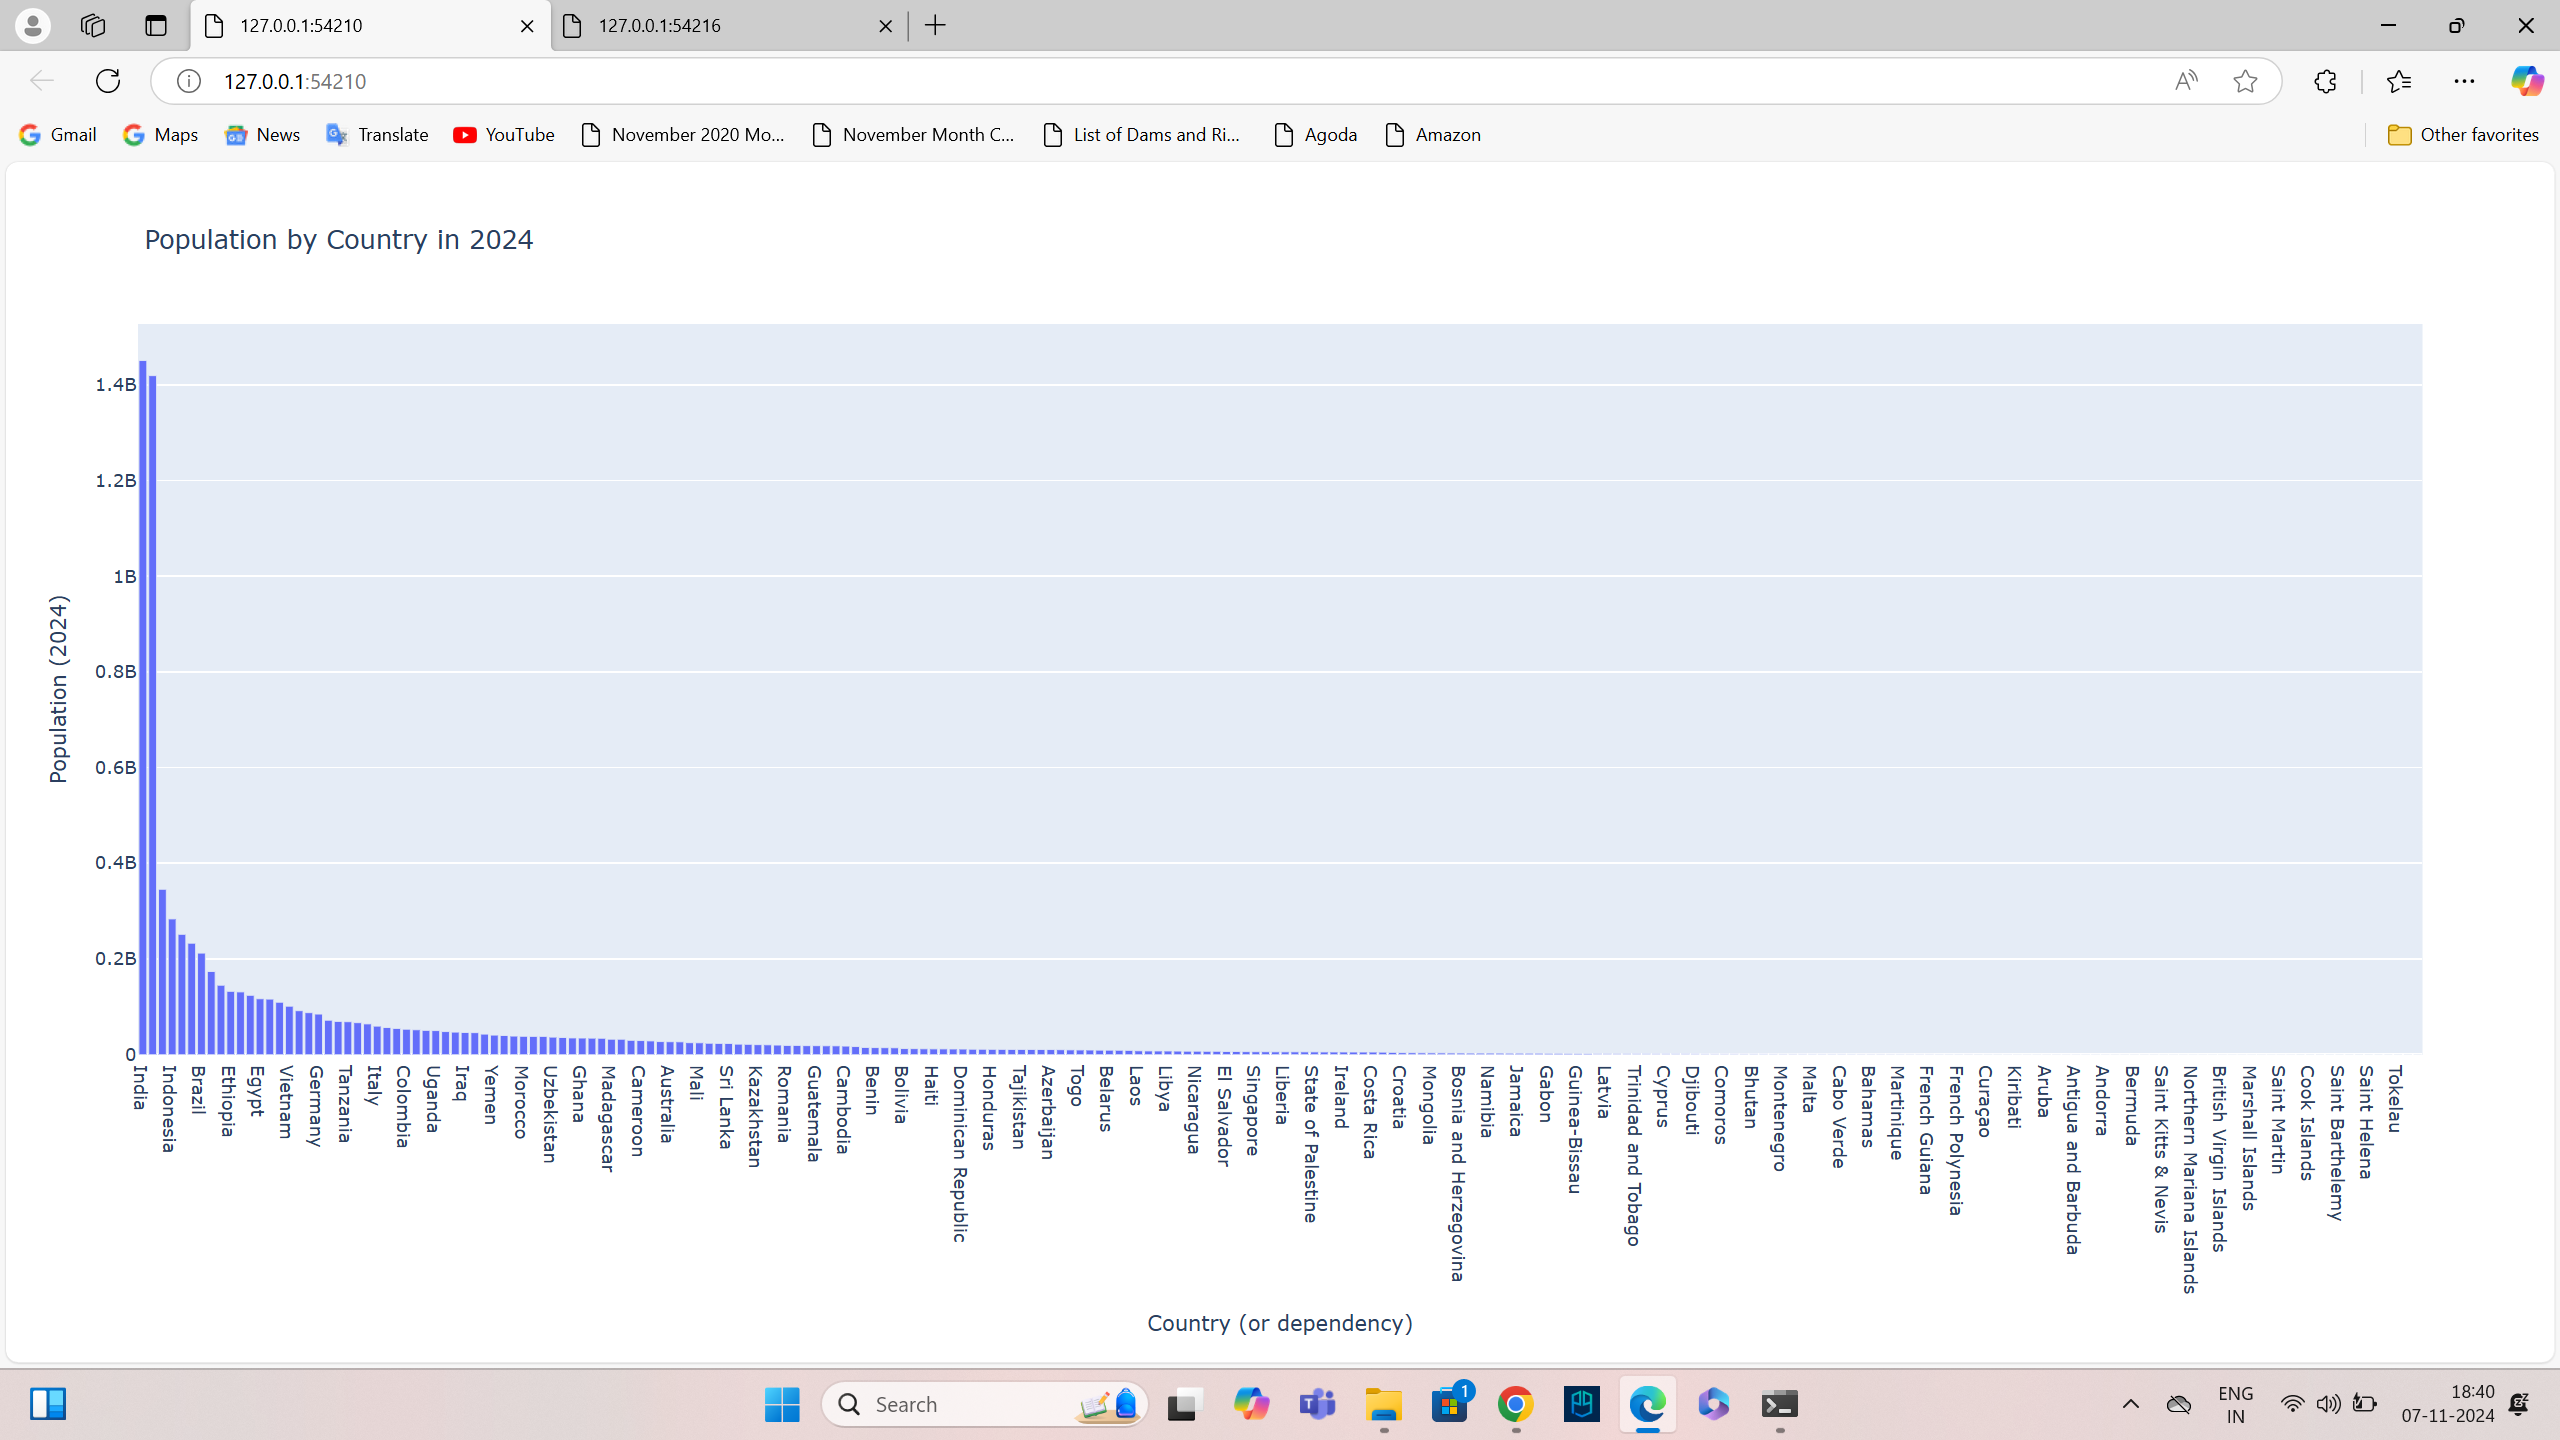 127.0.0.1:54210
127.0.0.1:54216
127.0.0.1:54210
Gmail
Maps
News
Translate
YouTube
November 2020 Mo...
November Month C...
List of Dams and Ri...
Agoda
Amazon
Other favorites
Population by Country in 2024
Population (2024)
1.4B
1.2B
1B
0.8B
0.6B
0.4B
0.2B
0
India
Indonesia
Brazil
Ethiopia
Egypt
Vietnam
Germany
Tanzania
Italy
Colombia
Uganda
Iraq
Yemen
Morocco
Uzbekistan
Ghana
Madagascar
Cameroon
Australia
Mali
Sri Lanka
Kazakhstan
Romania
Guatemala
Cambodia
Benin
Bolivia
Haiti
Dominican Republic
Honduras
Tajikistan
Azerbaijan
Togo
Belarus
Laos
Libya
Nicaragua
El Salvador
Singapore
Liberia
State of Palestine
Ireland
Costa Rica
Croatia
Mongolia
Bosnia and Herzegovina
Namibia
Jamaica
Gabon
Guinea-Bissau
Latvia
Trinidad and Tobago
Cyprus
Djibouti
Comoros
Bhutan
Montenegro
Malta
Cabo Verde
Bahamas
Martinique
French Guiana
French Polynesia
Curaçao
Kiribati
Aruba
Antigua and Barbuda
Andorra
Bermuda
Saint Kitts & Nevis
Northern Mariana Islands
British Virgin Islands
Marshall Islands
Saint Martin
Cook Islands
Saint Barthelemy
Saint Helena
Tokelau
Country (or dependency)
Search
1
ENG
IN
18:40
07-11-2024